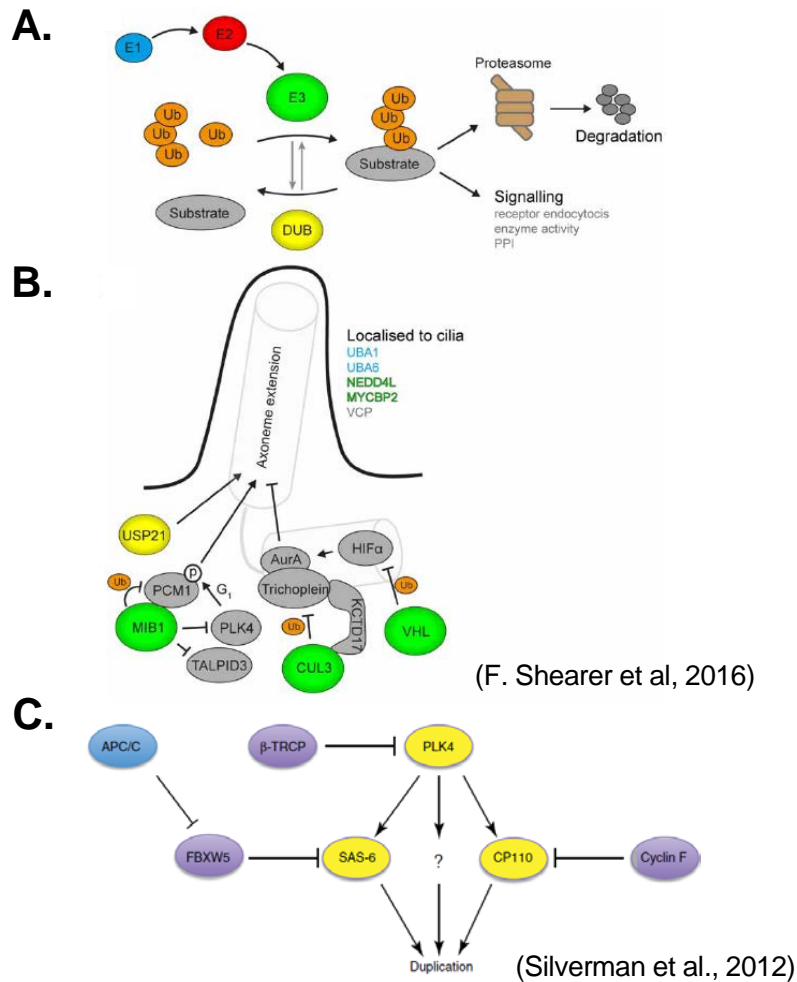 A.
E1
E2
E3
Ub
Ub
Ub
Ub
Ub
Ub
Ub
Substrate
Substrate
DUB
Proteasome
Degradation
Signalling
receptor endocytocis
enzyme activity
PPI
B.
Axoneme extension
Localised to cilia
UBA1
UBA6
NEDD4L
MYCBP2
VCP
USP21
Ub
PCM1
P
G1
MIB1
PLK4
TALPID3
AurA
HIFα
Trichoplein
KCTD17
Ub
Ub
CUL3
VHL
(F. Shearer et al, 2016)
C.
APC/C
β-TRCP
PLK4
FBXW5
SAS-6
?
CP110
Cyclin F
Duplication
(Silverman et al., 2012)